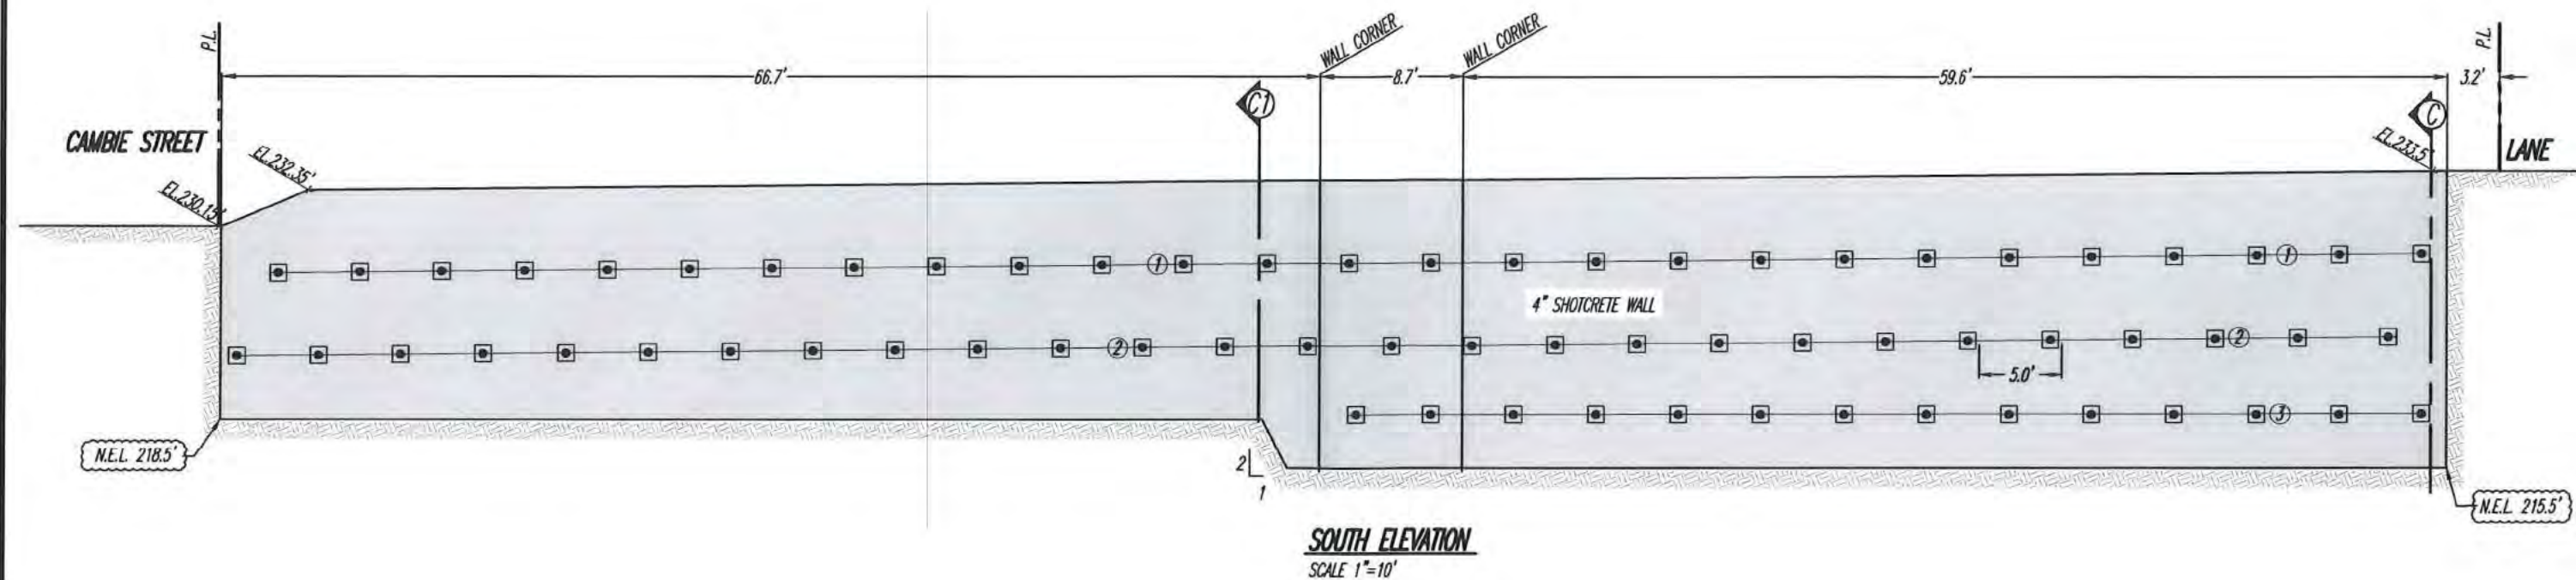 P.L.
WALL CORNER
WALL CORNER
P.L.
66.7'
8.7'
59.6'
3.2'
C1
C
CAMBIE STREET
EL.232.35'
EL.233.5'
LANE
EL.230.15'
1
1
4" SHOTCRETE WALL
2
2
5.0'
3
N.E.L. 218.5'
2
1
N.E.L. 215.5'
SOUTH ELEVATION
SCALE 1"=10'